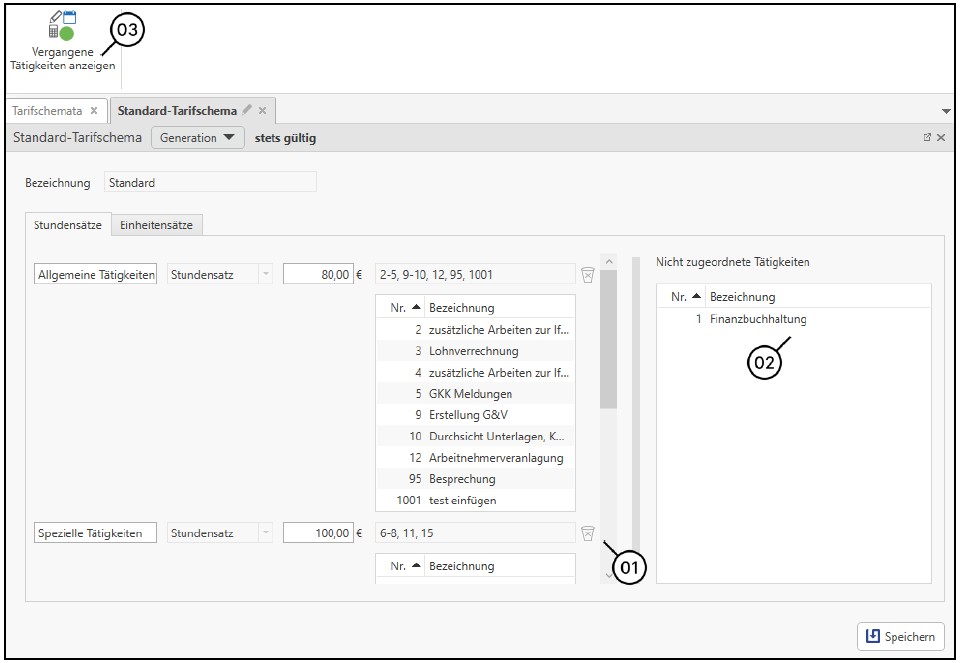 03
Vergangene
Tätigkeiten anzeigen
Tarifschemata
Standard-Tarifschema
Standard-Tarifschema Generation stets gültig
Bezeichnung Standard
Stundensätze Einheitensätze
Allgemeine Tätigkeiten Stundensatz 80,00 € 2-5, 9-10, 12, 95, 1001
Nr. Bezeichnung
2 zusätzliche Arbeiten zur lf...
3 Lohnverrechnung
4 zusätzliche Arbeiten zur lf...
5 GKK Meldungen
9 Erstellung G&V
10 Durchsicht Unterlagen, K...
12 Arbeitnehmerveranlagung
95 Besprechung
1001 test einfügen
Spezielle Tätigkeiten Stundensatz 100,00 € 6-8, 11, 15
Nr. Bezeichnung
01
Nicht zugeordnete Tätigkeiten
Nr. Bezeichnung
1 Finanzbuchhaltung
02
Speichern